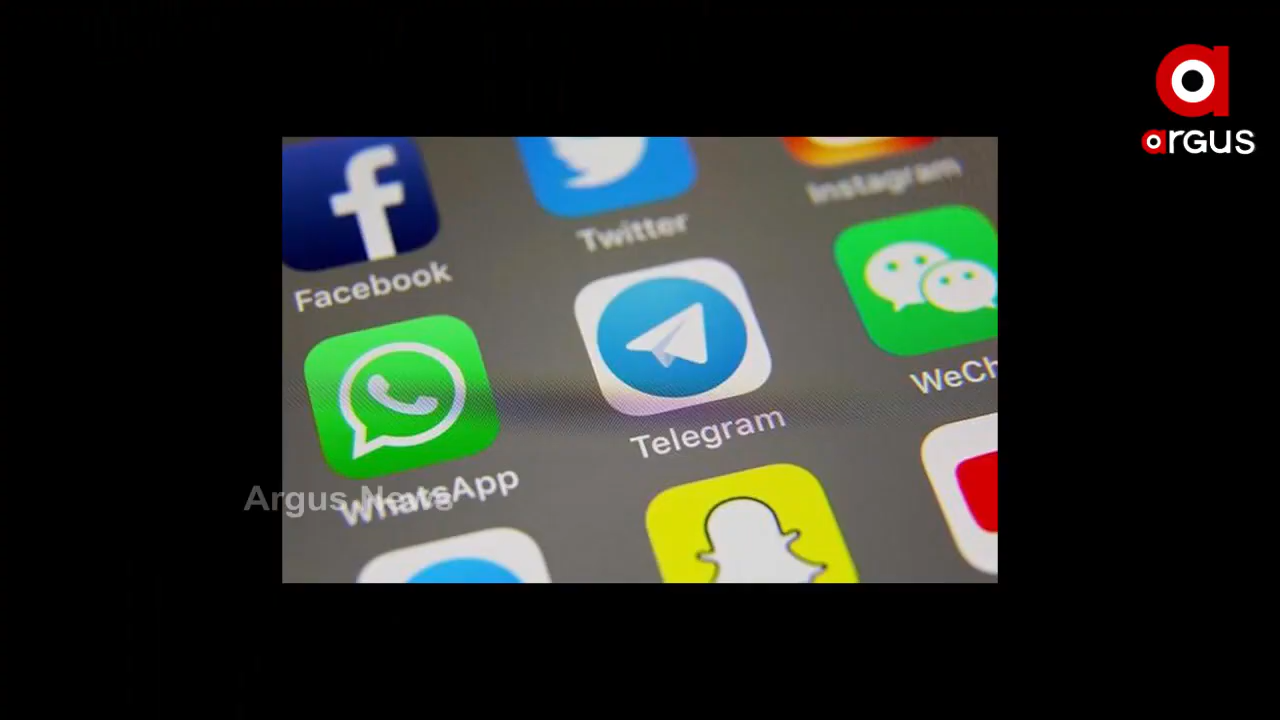 argus
Facebook
Twitter
Instagram
WhatsApp
Telegram
WeCh
Argus News